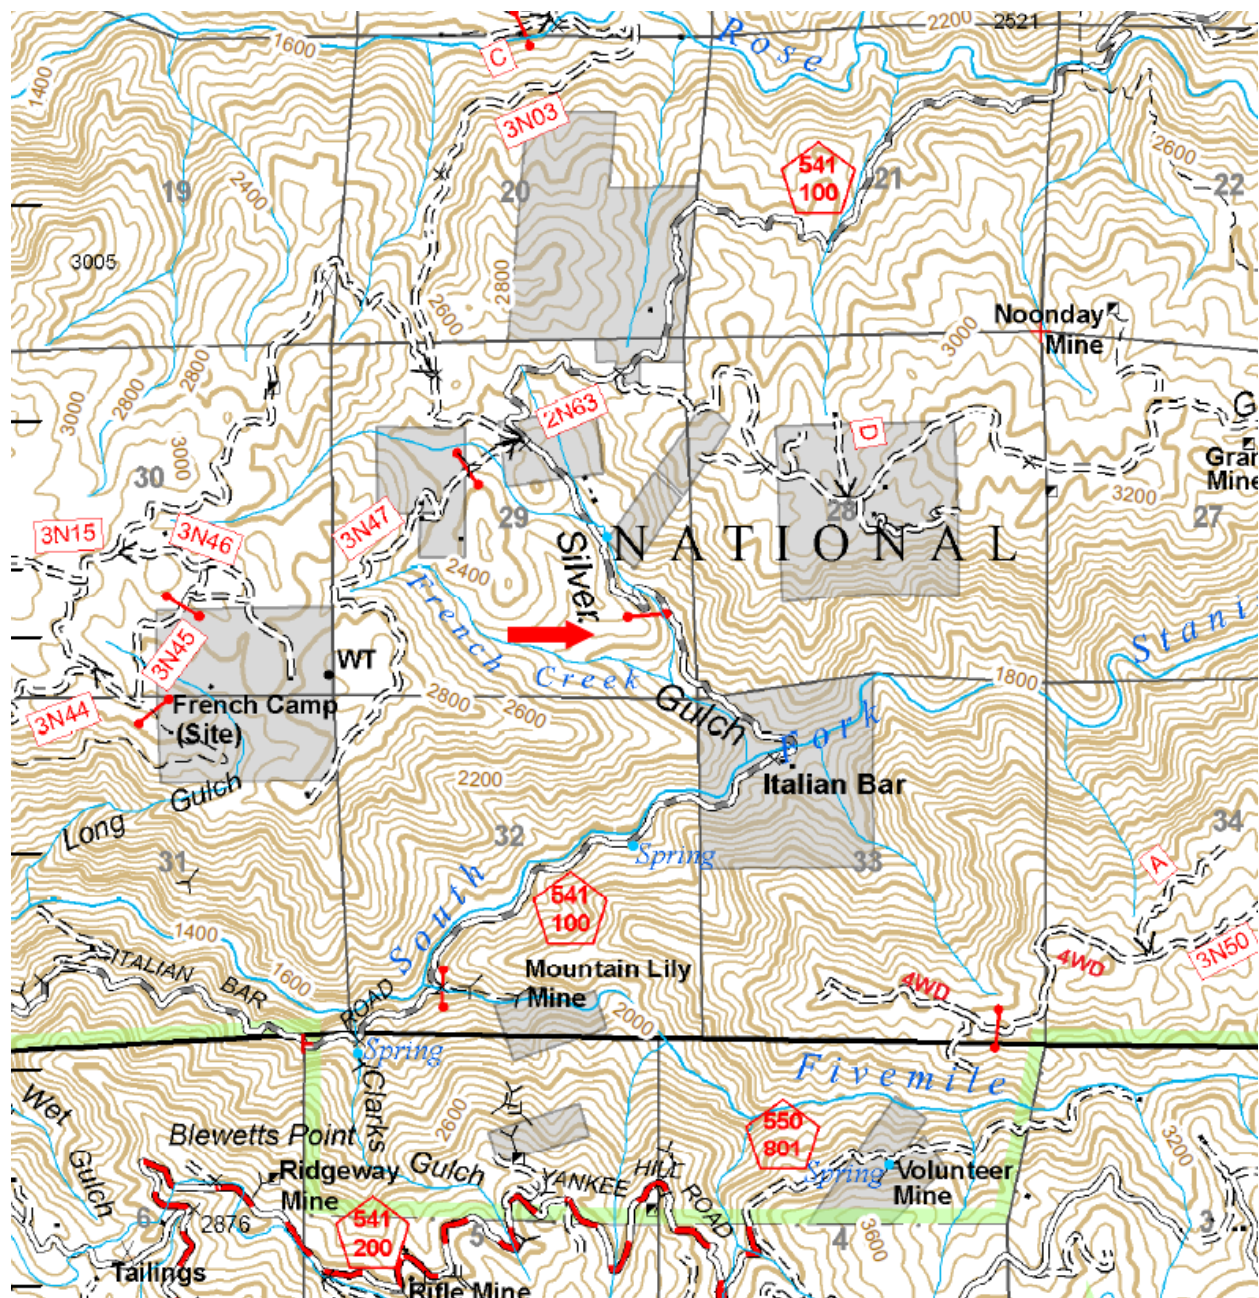 1600
2200
2521
Rose
C
1400
3N03
2600
541
100
19
2400
20
21
22
3005
2800
2600
Noonday
Mine
3000
2800
2800
3000
3000
2N63
D
G
Gran
Mine
30
3200
3N15
3N46
3N47
29
28
27
NATIONAL
2400
Silver
French
Creek
Stani
3N45
WT
1800
3N44
French Camp
(Site)
2800
2600
Gulch
Fork
2200
Italian Bar
Long
Gulch
32
34
31
Spring
33
A
South
541
100
1400
ITALIAN
BAR
ROAD
1600
Mountain Lily
Mine
2000
4WD
4WD
3N50
Spring
Fivemile
Wet
Gulch
Claaks
Gulch
2600
550
801
3200
Blewetts Point
Ridgeway
Mine
YANKEE
HILL
ROAD
Spring
Volunteer
Mine
6
2876
541
200
5
4
3600
3
Tailings
Rifle Mine